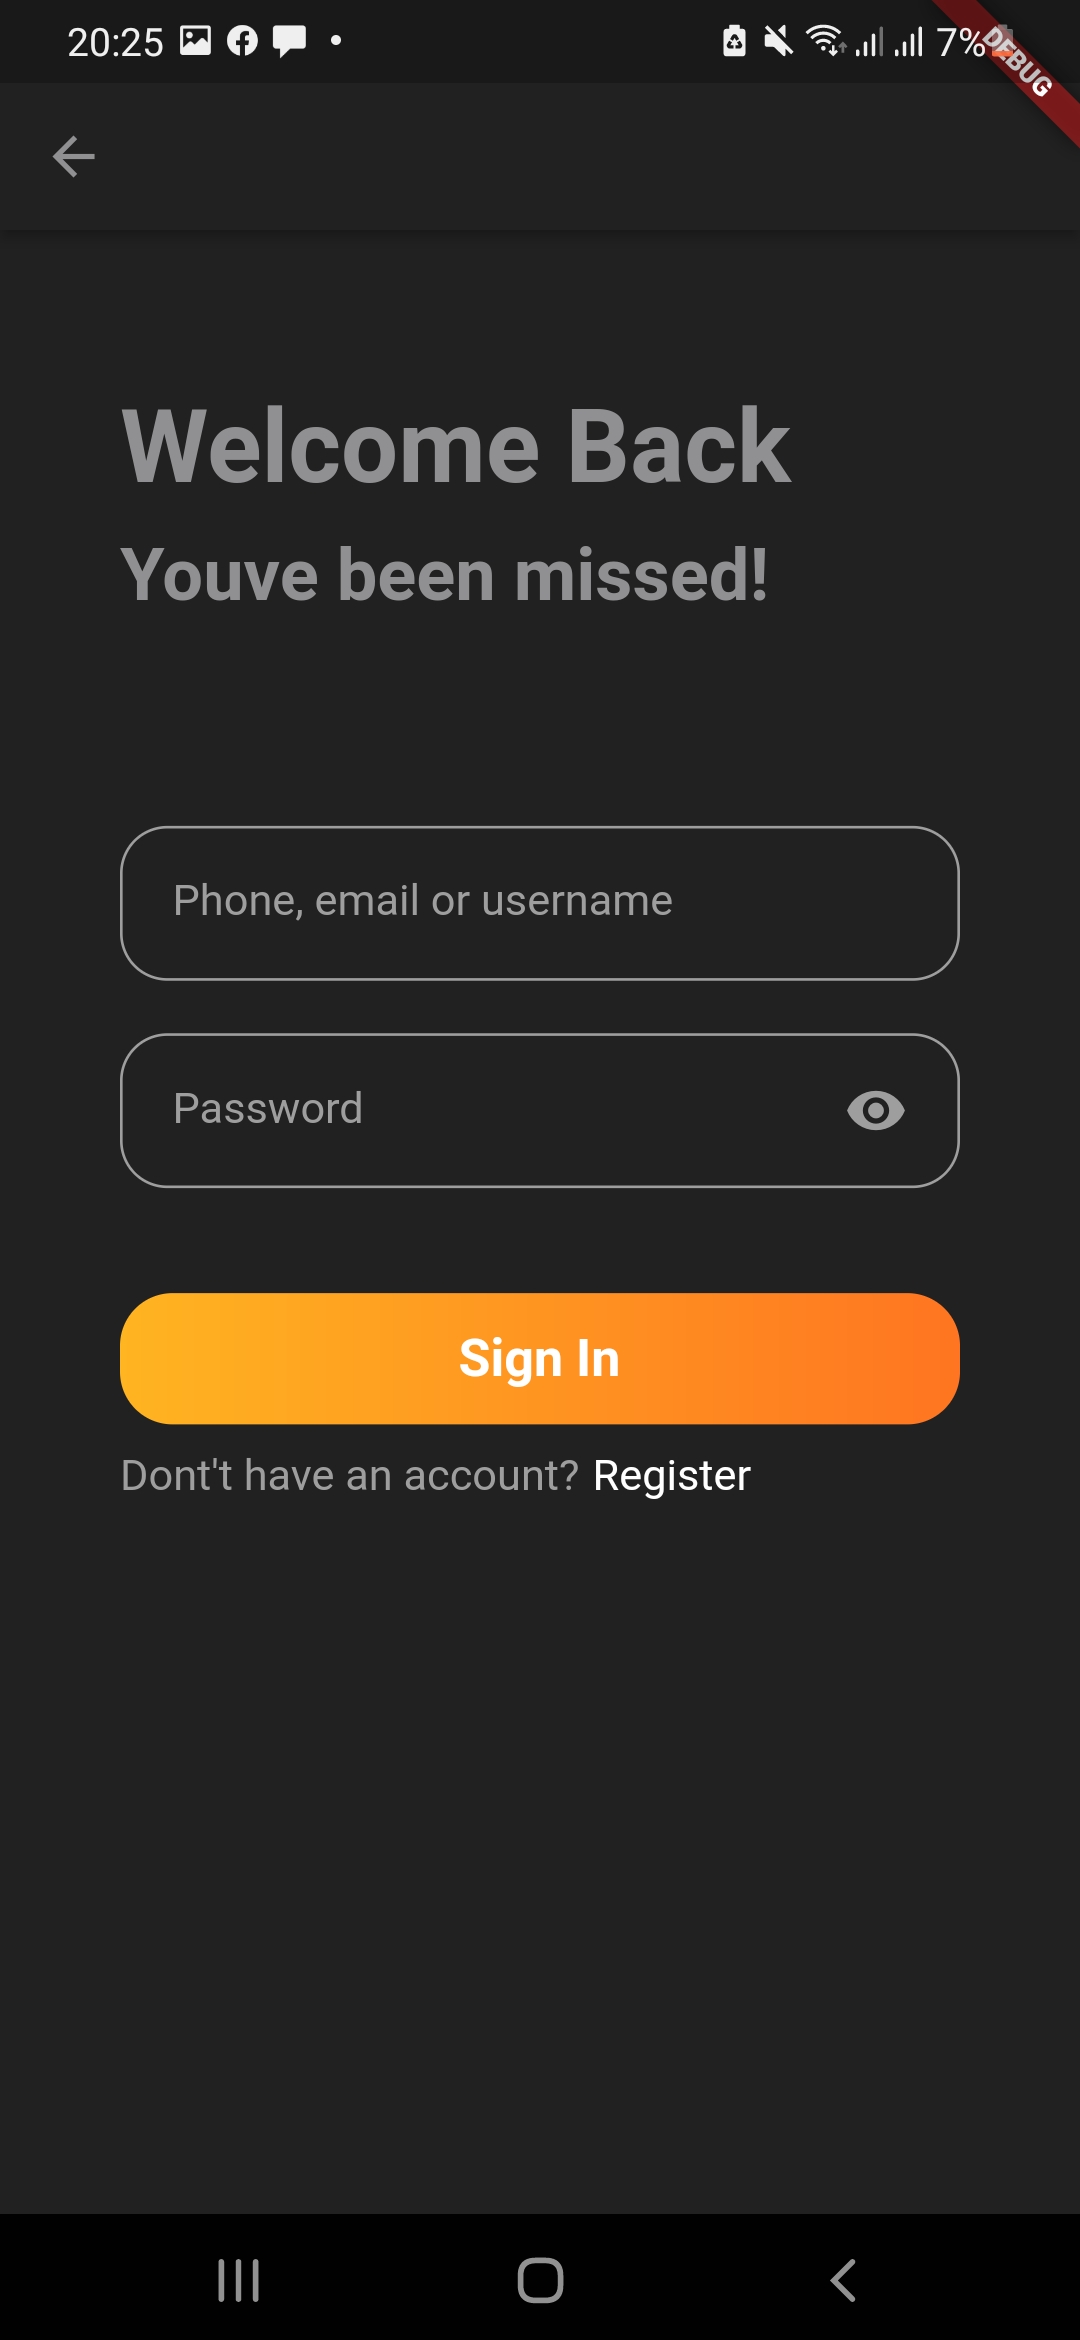 20:25 7%
DEBUG
Welcome Back
Youve been missed!
Phone, email or username
Password
Sign In
Dont't have an account? Register